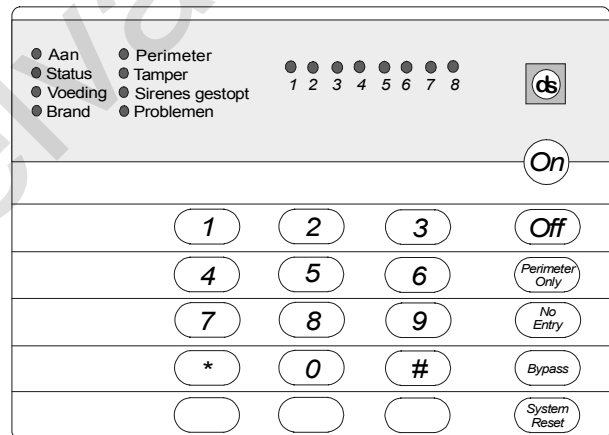 Aan Perimeter
Status Tamper
Voeding Sirenes gestopt
Brand Problemen
1 2 3 4 5 6 7 8
ds
On
1 2 3 Off
4 5 6 Perimeter Only
7 8 9 No Entry
* 0 # Bypass
System Reset